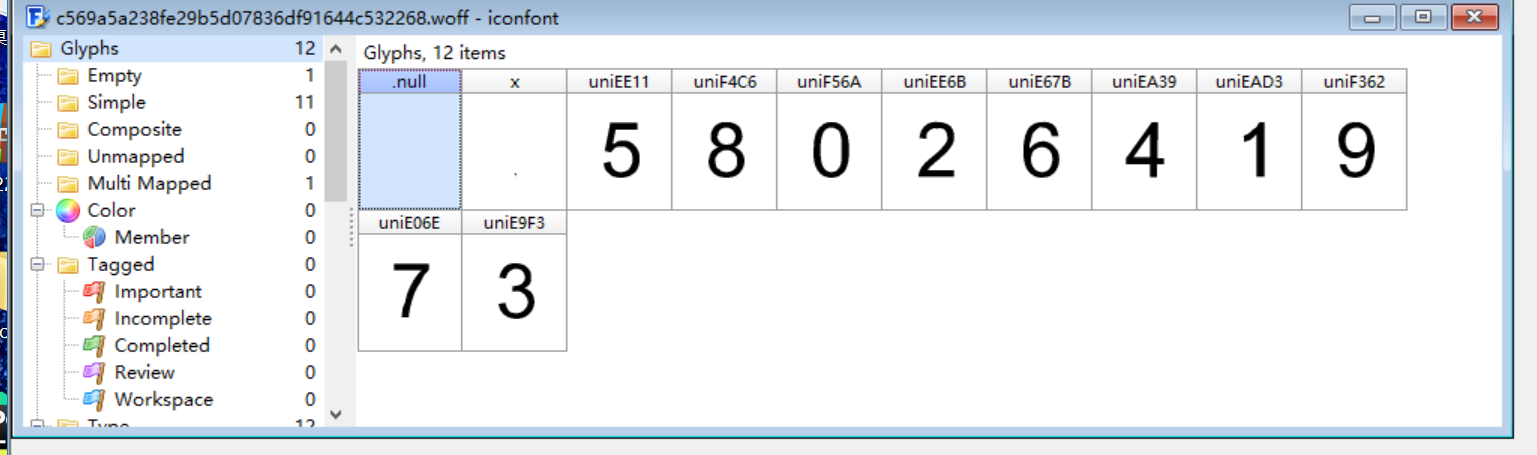 c569a5a238fe29b5d07836df91644c532268.woff - iconfont
Glyphs 12
Empty 1
Simple 11
Composite 0
Unmapped 0
Multi Mapped 1
Color 0
Member 0
Tagged 0
Important 0
Incomplete 0
Completed 0
Review 0
Workspace 0
Type 12
Glyphs, 12 items
.null x uniEE11 uniF4C6 uniF56A uniEE6B uniE67B uniEA39 uniEAD3 uniF362
. 5 8 0 2 6 4 1 9
uniE06E uniE9F3
7 3